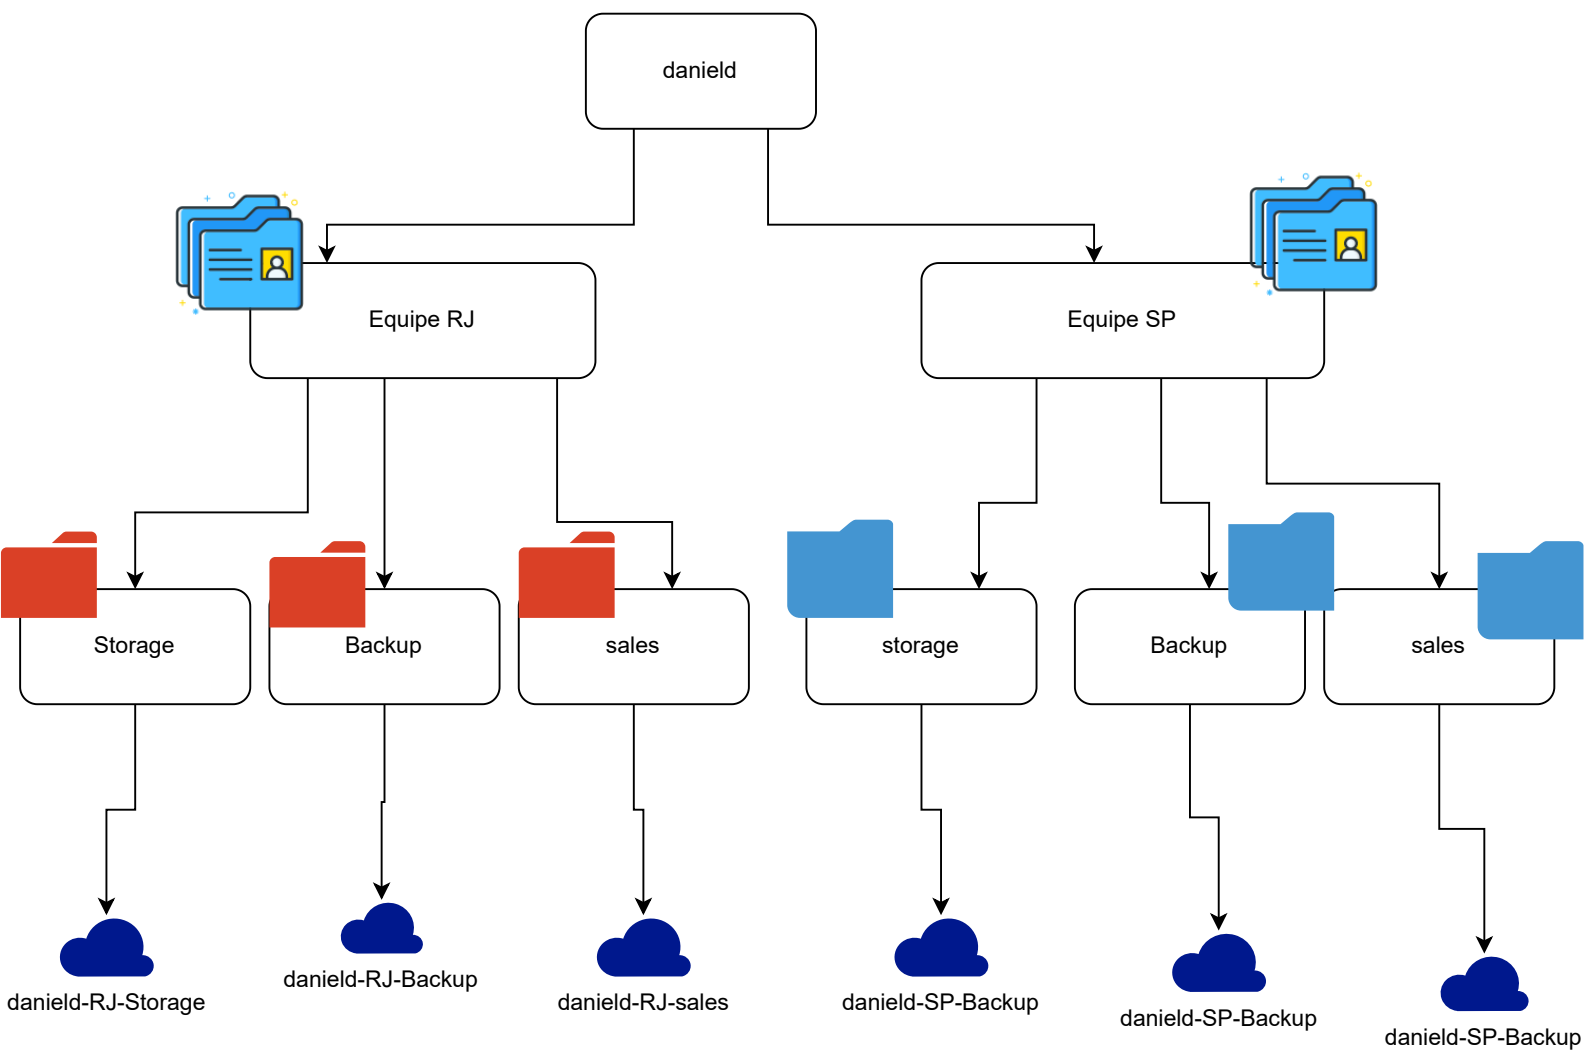 danield
Equipe RJ
Equipe SP
Storage
Backup
sales
storage
Backup
sales
danield-RJ-Storage
danield-RJ-Backup
danield-RJ-sales
danield-SP-Backup
danield-SP-Backup
danield-SP-Backup